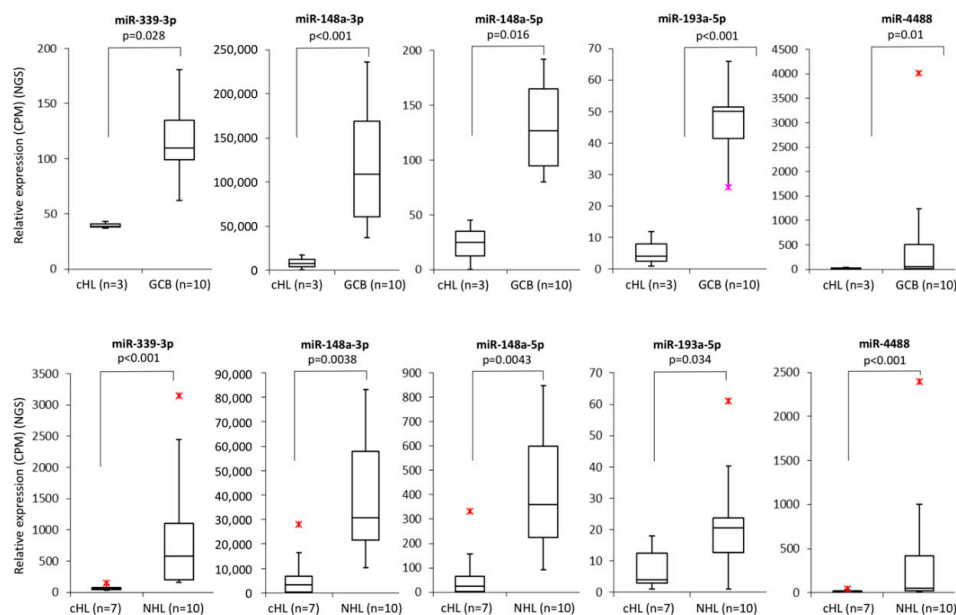 miR-339-3p
p=0.028
Relative expression (CPM) (NGS)
200
150
100
50
0
cHL (n=3) GCB (n=10)
miR-148a-3p
p<0.001
250,000
200,000
150,000
100,000
50,000
0
cHL (n=3) GCB (n=10)
miR-148a-5p
p=0.016
200
150
100
50
0
cHL (n=3) GCB (n=10)
miR-193a-5p
p<0.001
70
60
50
40
30
20
10
0
cHL (n=3) GCB (n=10)
miR-4488
p=0.01
4500
4000
3500
3000
2500
2000
1500
1000
500
0
cHL (n=3) GCB (n=10)
miR-339-3p
p<0.001
Relative expression (CPM) (NGS)
3500
3000
2500
2000
1500
1000
500
0
cHL (n=7) NHL (n=10)
miR-148a-3p
p=0.0038
90,000
80,000
70,000
60,000
50,000
40,000
30,000
20,000
10,000
0
cHL (n=7) NHL (n=10)
miR-148a-5p
p=0.0043
900
800
700
600
500
400
300
200
100
0
cHL (n=7) NHL (n=10)
miR-193a-5p
p=0.034
70
60
50
40
30
20
10
0
cHL (n=7) NHL (n=10)
miR-4488
p<0.001
2500
2000
1500
1000
500
0
cHL (n=7) NHL (n=10)